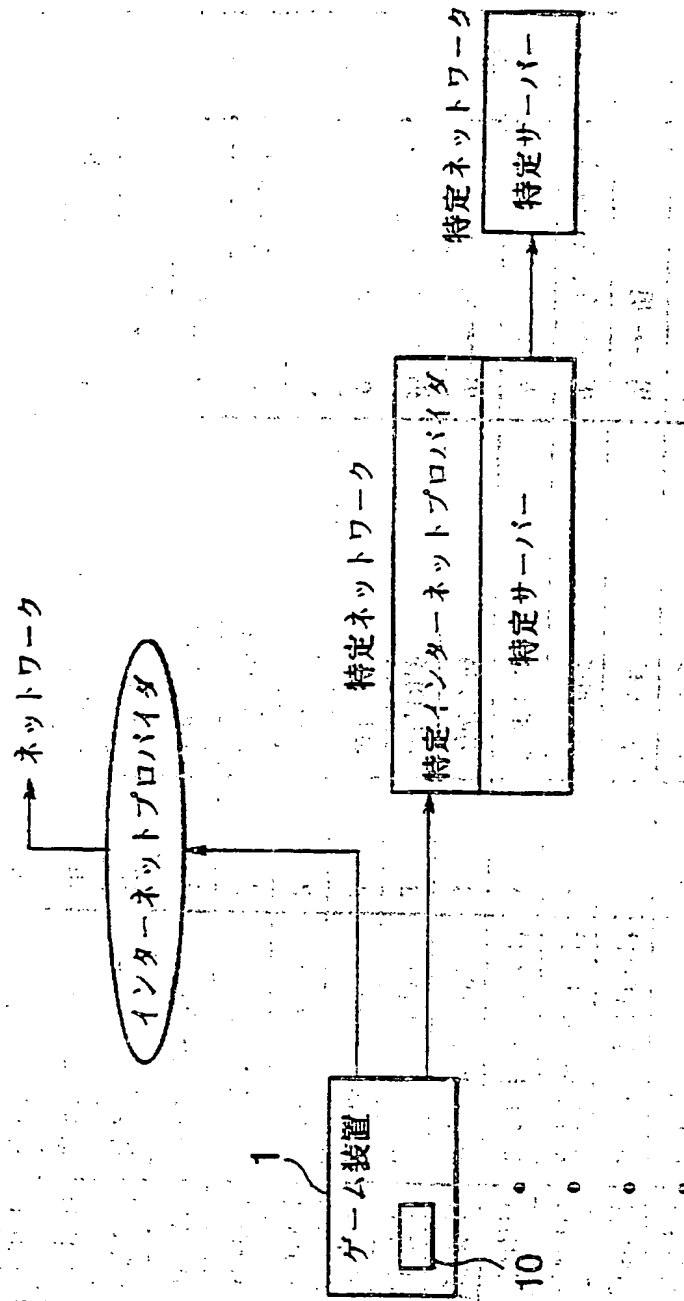 ネットワーク
インターネットプロバイダ
1
ゲーム装置
10
特定ネットワーク
特定インターネットプロバイダ
特定サーバー
特定ネットワーク
特定サーバー